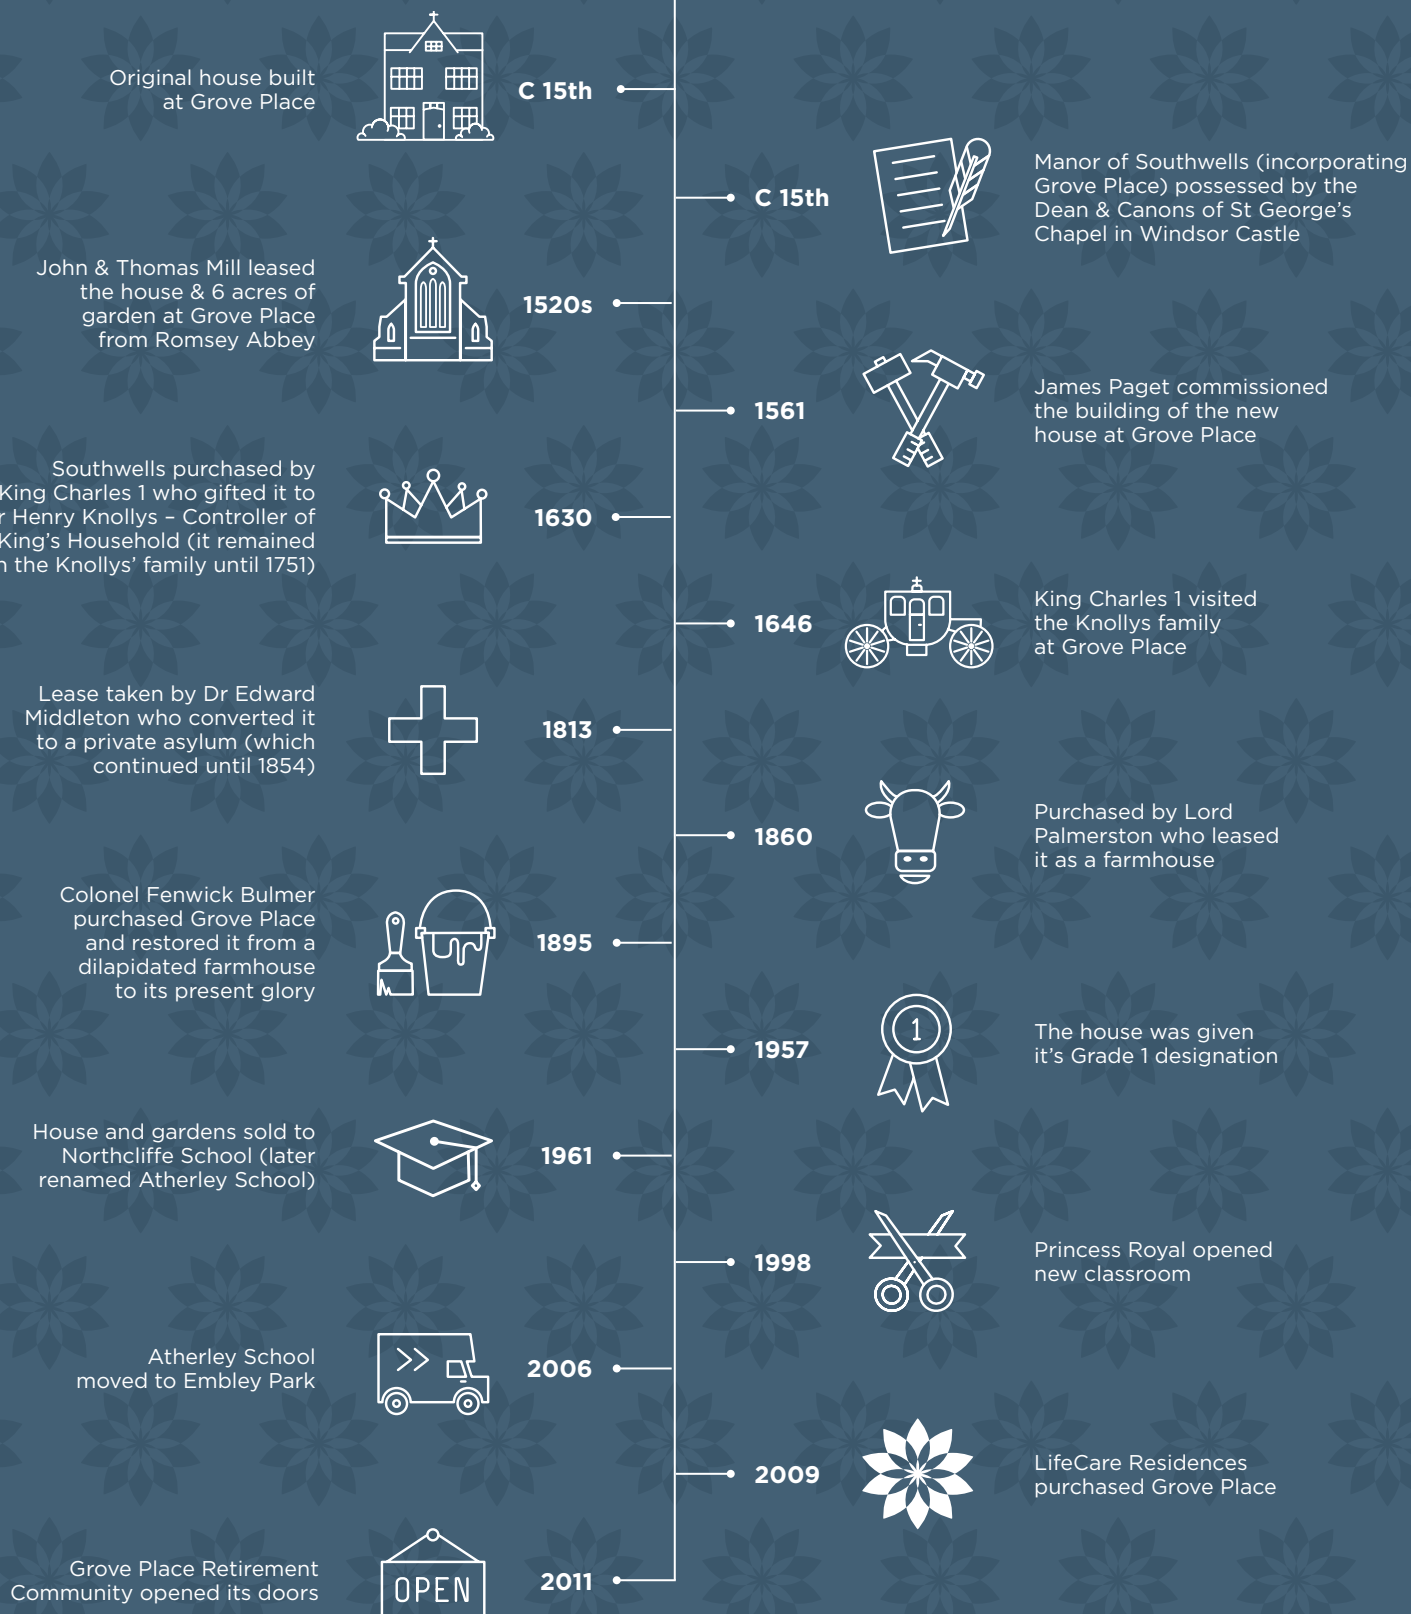 Original house built
at Grove Place
C 15th
C 15th
Manor of Southwells (incorporating
Grove Place) possessed by the
Dean & Canons of St George’s
Chapel in Windsor Castle
John & Thomas Mill leased
the house & 6 acres of
garden at Grove Place
from Romsey Abbey
1520s
1561
James Paget commissioned
the building of the new
house at Grove Place
Southwells purchased by
King Charles 1 who gifted it to
Henry Knollys – Controller of
King’s Household (it remained
the Knollys’ family until 1751)
1630
1646
King Charles 1 visited
the Knollys family
at Grove Place
Lease taken by Dr Edward
Middleton who converted it
to a private asylum (which
continued until 1854)
1813
1860
Purchased by Lord
Palmerston who leased
it as a farmhouse
Colonel Fenwick Bulmer
purchased Grove Place
and restored it from a
dilapidated farmhouse
to its present glory
1895
1
1957
The house was given
it’s Grade 1 designation
House and gardens sold to
Northcliffe School (later
renamed Atherley School)
1961
1998
Princess Royal opened
new classroom
Atherley School
moved to Embley Park
2006
2009
LifeCare Residences
purchased Grove Place
Grove Place Retirement
Community opened its doors
OPEN
2011